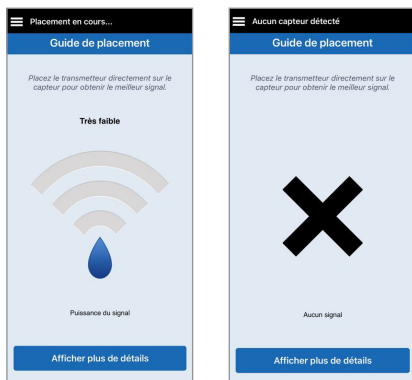 Placement en cours...
Guide de placement
Placez le transmetteur directement sur le
capteur pour obtenir le meilleur signal.
Très faible
Puissance du signal
Afficher plus de détails
Aucun capteur détecté
Guide de placement
Placez le transmetteur directement sur le
capteur pour obtenir le meilleur signal.
Aucun signal
Afficher plus de détails